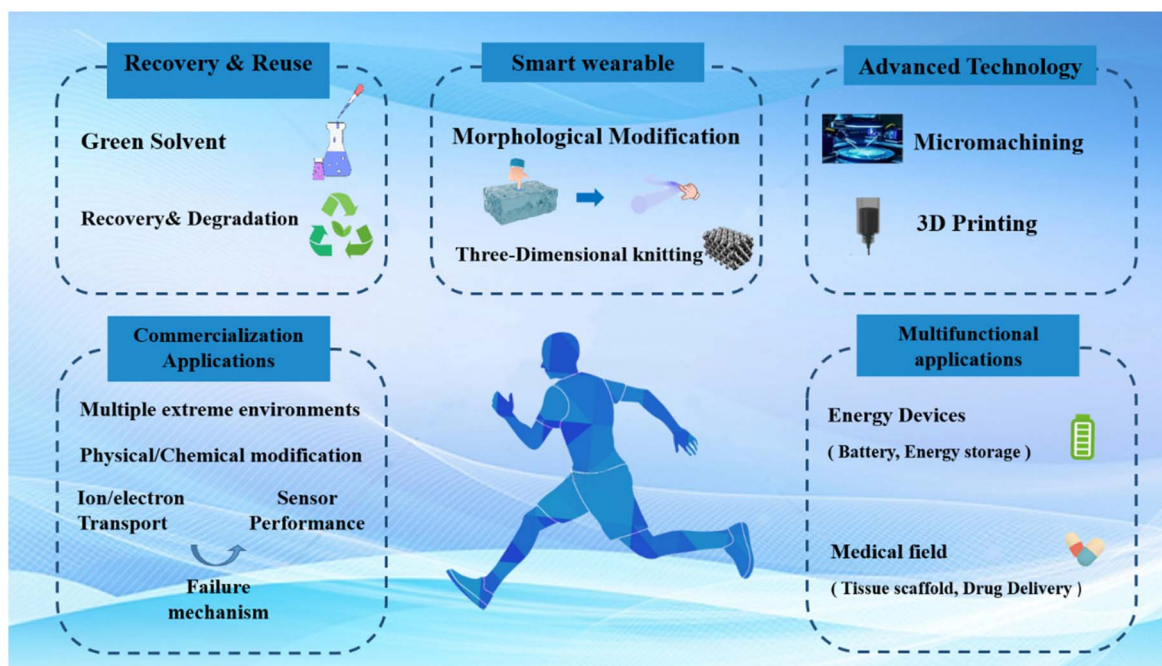 Recovery & Reuse
Green Solvent
Recovery& Degradation
Smart wearable
Morphological Modification
Three-Dimensional knitting
Advanced Technology
Micromachining
3D Printing
Commercialization
Applications
Multiple extreme environments
Physical/Chemical modification
Ion/electron
Transport
Sensor
Performance
Failure
mechanism
Multifunctional
applications
Energy Devices
( Battery, Energy storage )
Medical field
( Tissue scaffold, Drug Delivery )